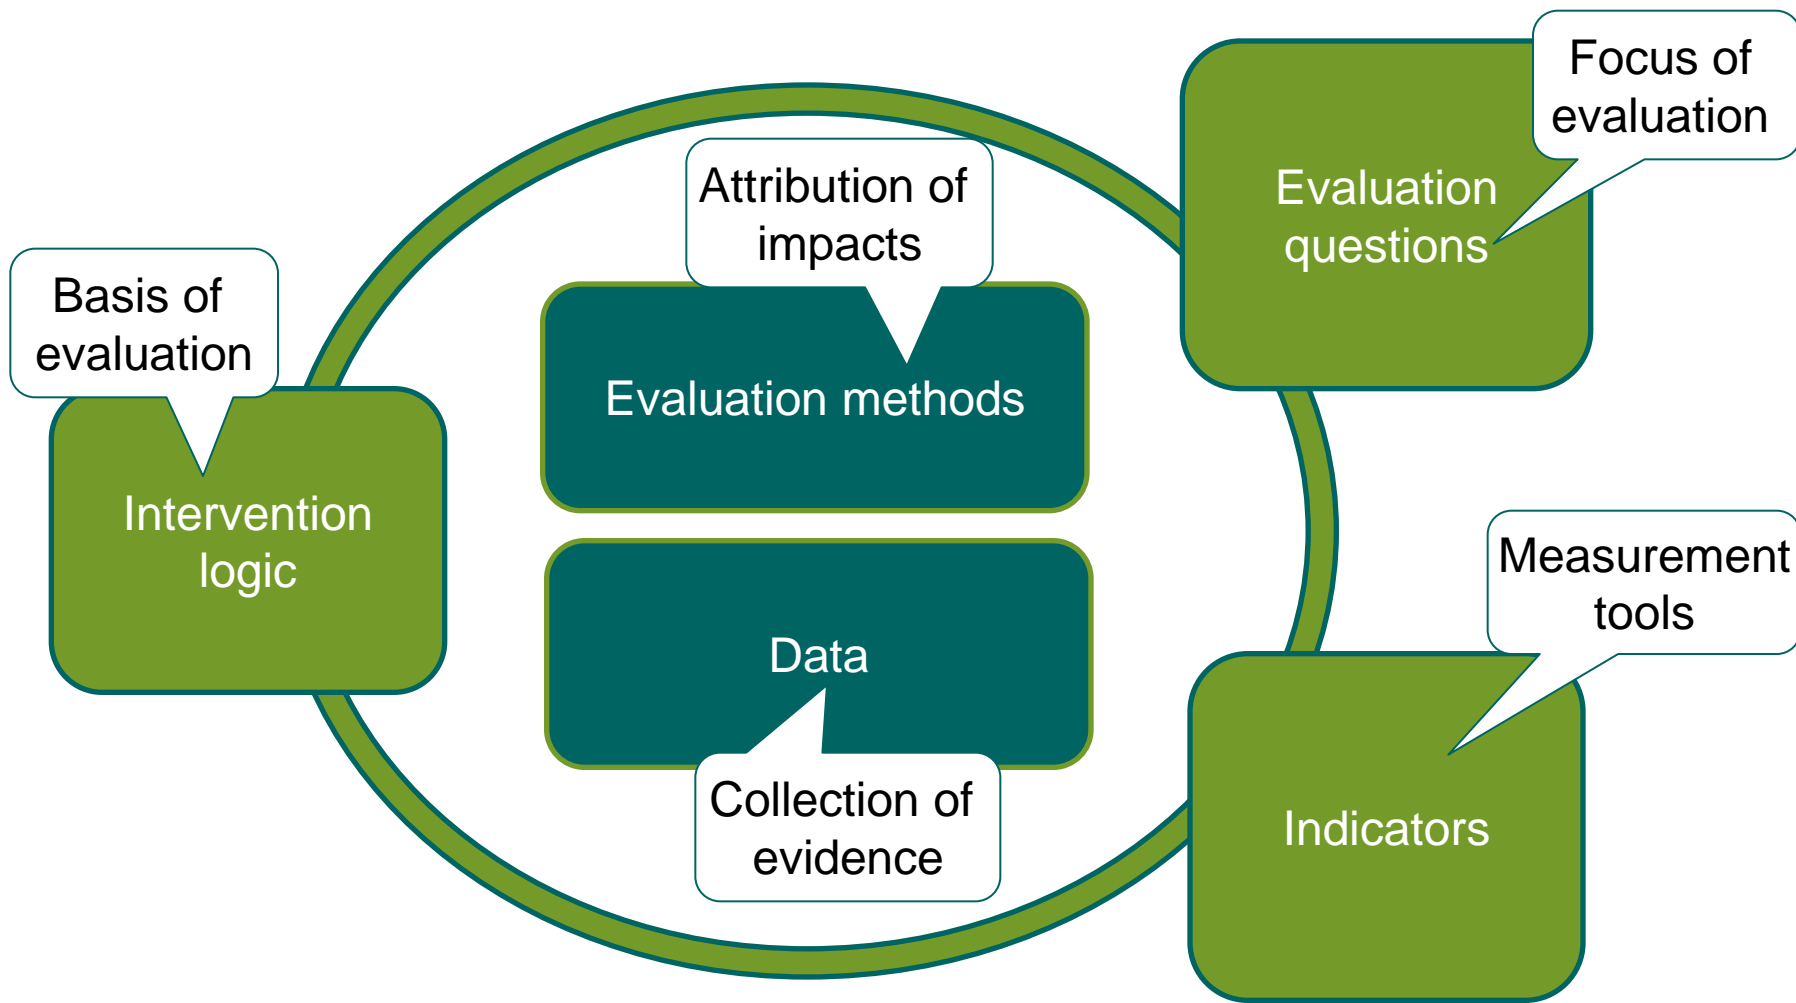 Focus of
evaluation
Evaluation
questions
Attribution of
impacts
Evaluation methods
Basis of
evaluation
Intervention
logic
Data
Collection of
evidence
Measurement
tools
Indicators